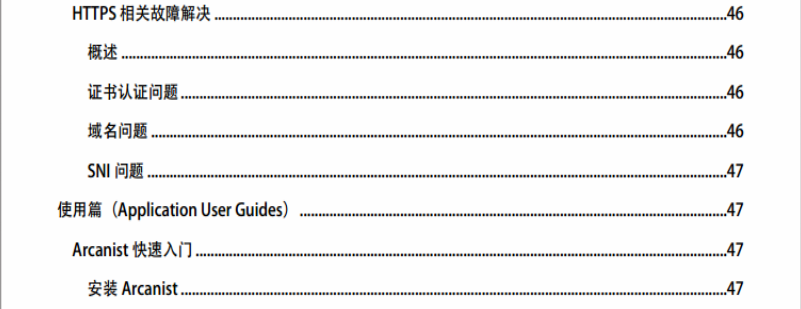 HTTPS 相关故障解决 ........................................................................ 46
概述 ........................................................................ 46
证书认证问题 ........................................................................ 46
域名问题 ........................................................................ 46
SNI 问题 ........................................................................ 47
使用篇（Application User Guides） ........................................................................ 47
Arcanist 快速入门 ........................................................................ 47
安装 Arcanist ........................................................................ 47